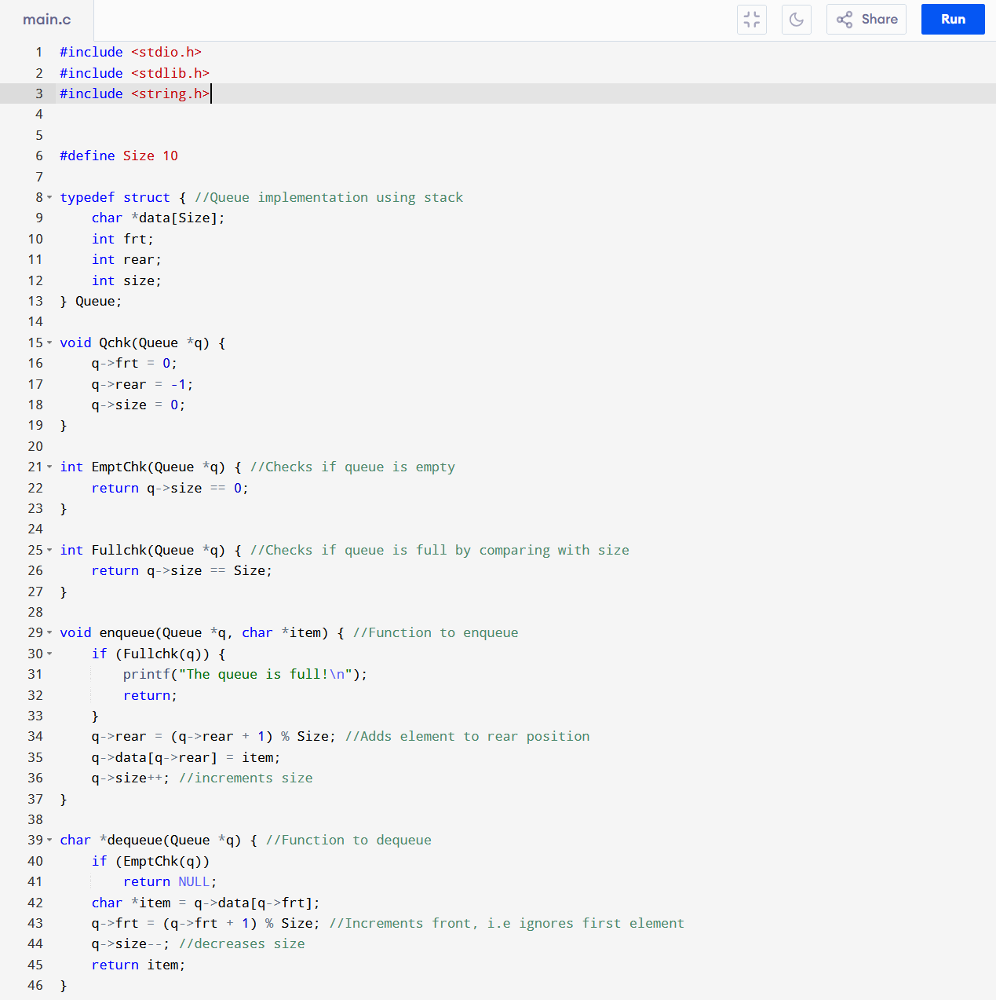 main.c Share Run
1 #include <stdio.h>
2 #include <stdlib.h>
3 #include <string.h>
4
5
6 #define Size 10
7
8 typedef struct { //Queue implementation using stack
9     char *data[Size];
10     int frt;
11     int rear;
12     int size;
13 } Queue;
14
15 void Qchk(Queue *q) {
16     q->frt = 0;
17     q->rear = -1;
18     q->size = 0;
19 }
20
21 int EmptChk(Queue *q) { //Checks if queue is empty
22     return q->size == 0;
23 }
24
25 int Fullchk(Queue *q) { //Checks if queue is full by comparing with size
26     return q->size == Size;
27 }
28
29 void enqueue(Queue *q, char *item) { //Function to enqueue
30     if (Fullchk(q)) {
31         printf("The queue is full!\n");
32         return;
33     }
34     q->rear = (q->rear + 1) % Size; //Adds element to rear position
35     q->data[q->rear] = item;
36     q->size++; //increments size
37 }
38
39 char *dequeue(Queue *q) { //Function to dequeue
40     if (EmptChk(q))
41         return NULL;
42     char *item = q->data[q->frt];
43     q->frt = (q->frt + 1) % Size; //Increments front, i.e ignores first element
44     q->size--; //decreases size
45     return item;
46 }